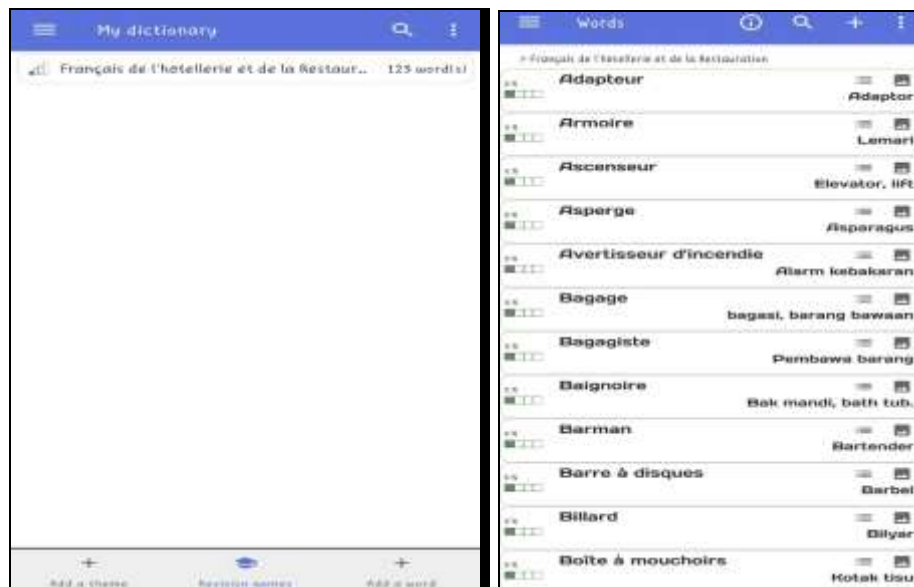 My dictionary
Français de l'hotellerie et de la Restaur.. 123 word(s)
Add a theme
Revision games
Add a word
Words
> Français de l'hotellerie et de la Restauration
Adapteur
Adaptor
Armoire
Lemari
Ascenseur
Elevator, lift
Asperge
Asparagus
Avertisseur d'incendie
Alarm kebakaran
Bagage
bagasi, barang bawaan
Bagagiste
Pembawa barang
Baignoire
Bak mandi, bath tub.
Barman
Bartender
Barre à disques
Barbel
Billard
Bilyar
Boîte à mouchoirs
Kotak tisu